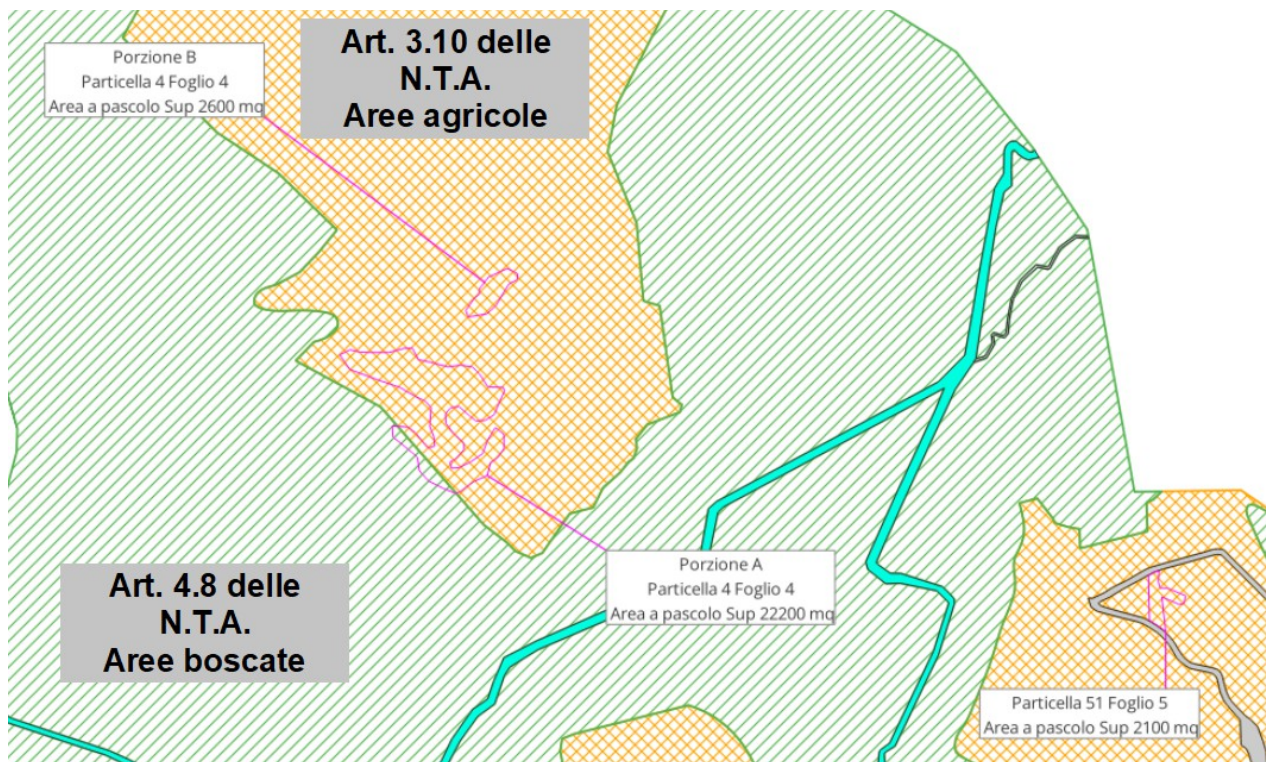 Porzione B
Particella 4 Foglio 4
Area a pascolo Sup 2600 mq
Art. 3.10 delle
N.T.A.
Aree agricole
Porzione A
Particella 4 Foglio 4
Area a pascolo Sup 22200 mq
Art. 4.8 delle
N.T.A.
Aree boscate
Particella 51 Foglio 5
Area a pascolo Sup 2100 mq